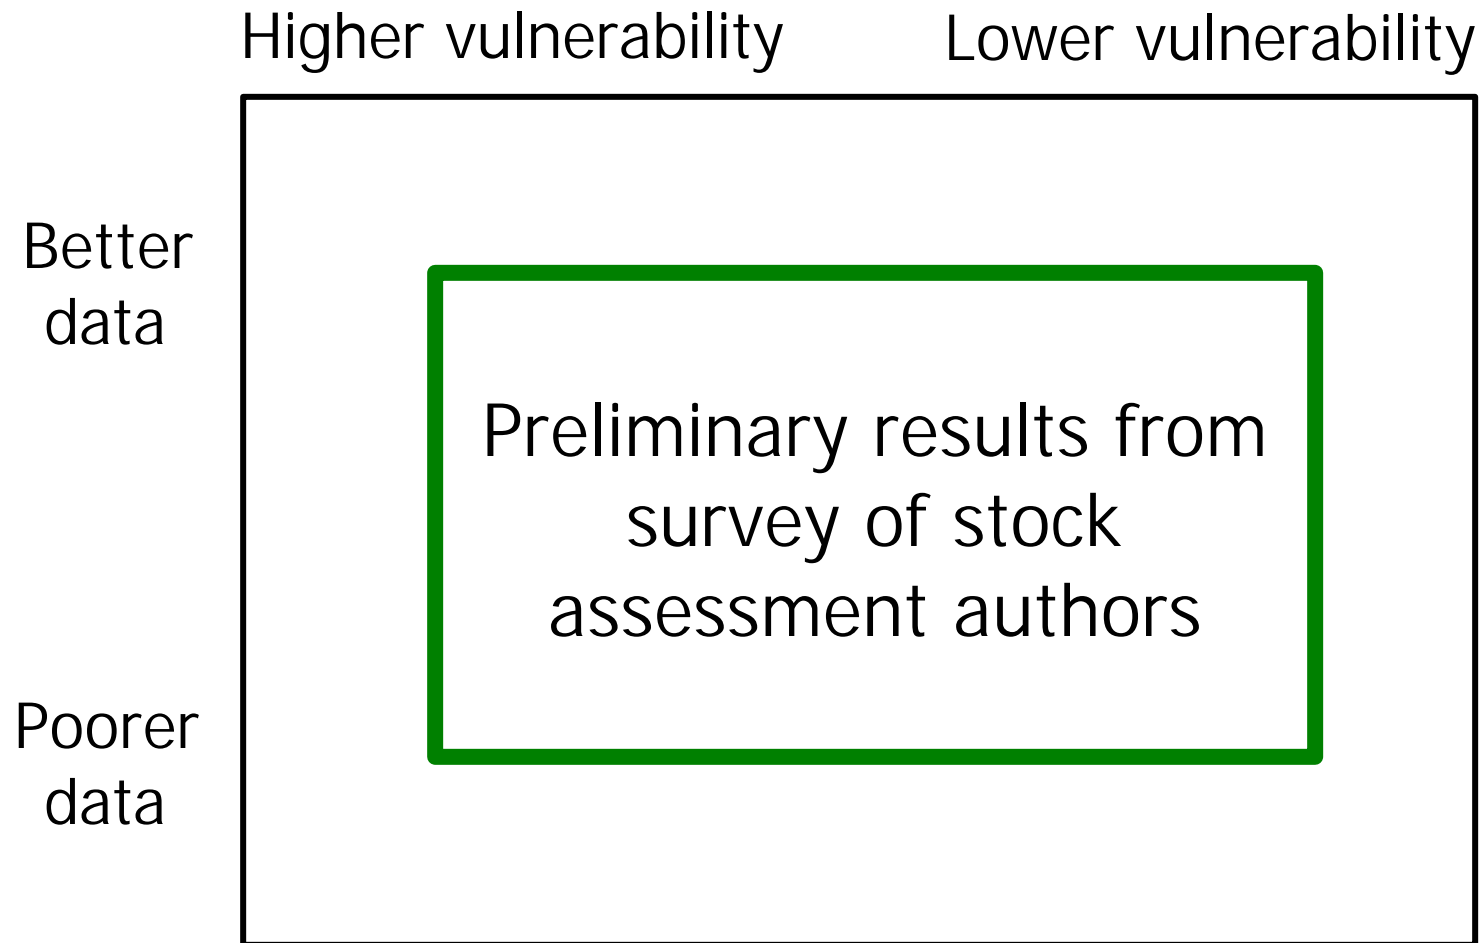 Higher vulnerability
Lower vulnerability
Better
data
Preliminary results from
survey of stock
assessment authors
Poorer
data